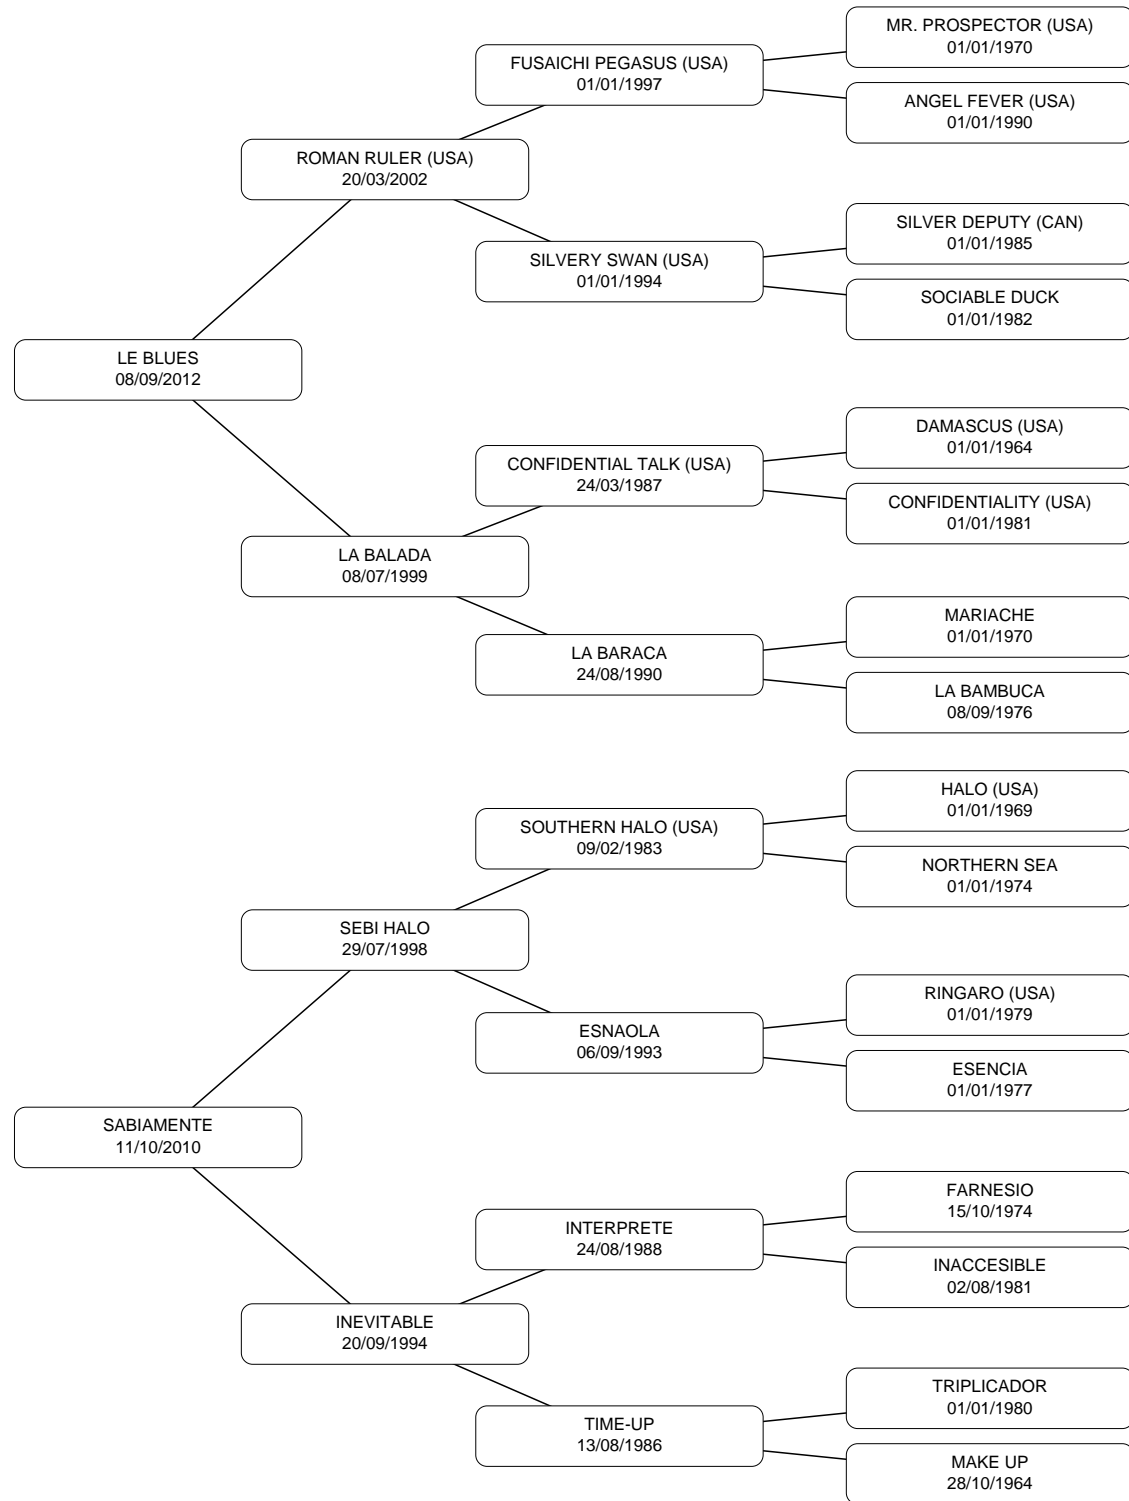 MR. PROSPECTOR (USA)
01/01/1970
FUSAICHI PEGASUS (USA)
01/01/1997
ANGEL FEVER (USA)
01/01/1990
ROMAN RULER (USA)
20/03/2002
SILVER DEPUTY (CAN)
01/01/1985
SILVERY SWAN (USA)
01/01/1994
SOCIABLE DUCK
01/01/1982
LE BLUES
08/09/2012
DAMASCUS (USA)
01/01/1964
CONFIDENTIAL TALK (USA)
24/03/1987
CONFIDENTIALITY (USA)
01/01/1981
LA BALADA
08/07/1999
MARIACHE
01/01/1970
LA BARACA
24/08/1990
LA BAMBUCA
08/09/1976
HALO (USA)
01/01/1969
SOUTHERN HALO (USA)
09/02/1983
NORTHERN SEA
01/01/1974
SEBI HALO
29/07/1998
RINGARO (USA)
01/01/1979
ESNAOLA
06/09/1993
ESENCIA
01/01/1977
SABIAMENTE
11/10/2010
FARNESIO
15/10/1974
INTERPRETE
24/08/1988
INACCESIBLE
02/08/1981
INEVITABLE
20/09/1994
TRIPLICADOR
01/01/1980
TIME-UP
13/08/1986
MAKE UP
28/10/1964